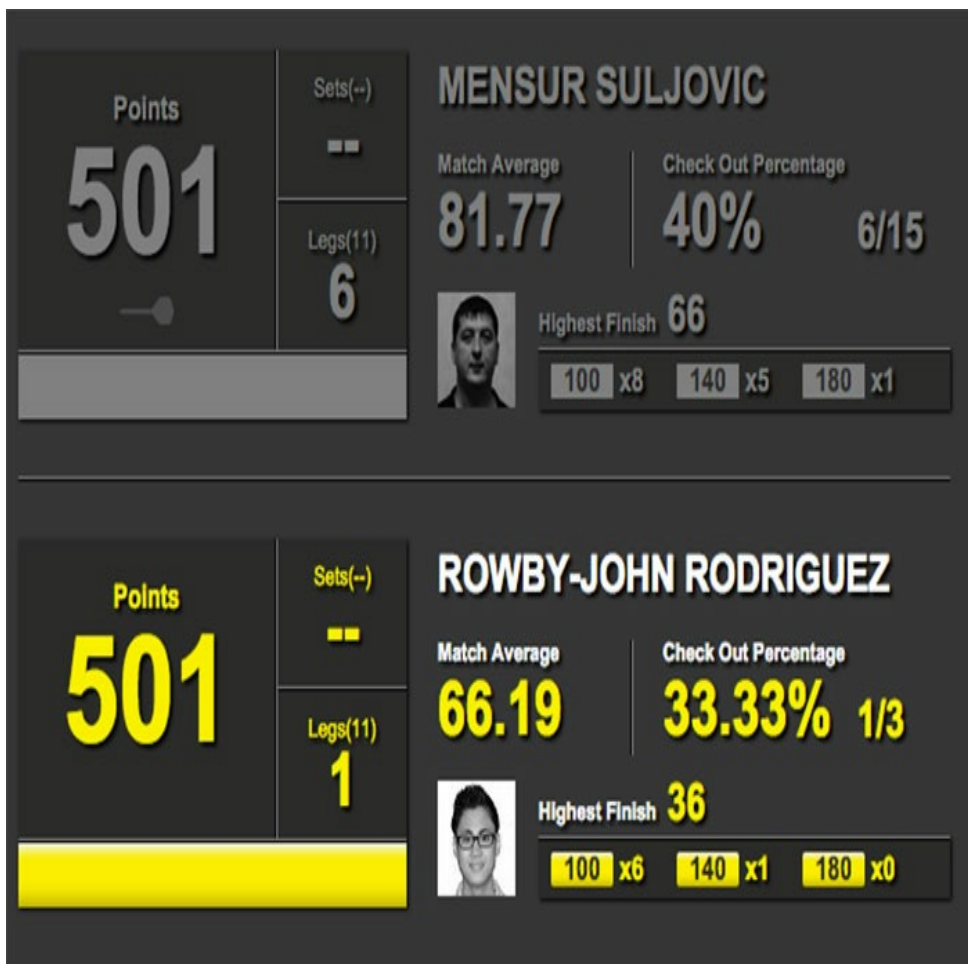 Points
501
Sets(--)
--
Legs(11)
6
MENSUR SULJOVIC
Match Average
81.77
Check Out Percentage
40% 6/15
Highest Finish 66
100 x8 140 x5 180 x1
Points
501
Sets(--)
--
Legs(11)
1
ROWBY-JOHN RODRIGUEZ
Match Average
66.19
Check Out Percentage
33.33% 1/3
Highest Finish 36
100 x6 140 x1 180 x0